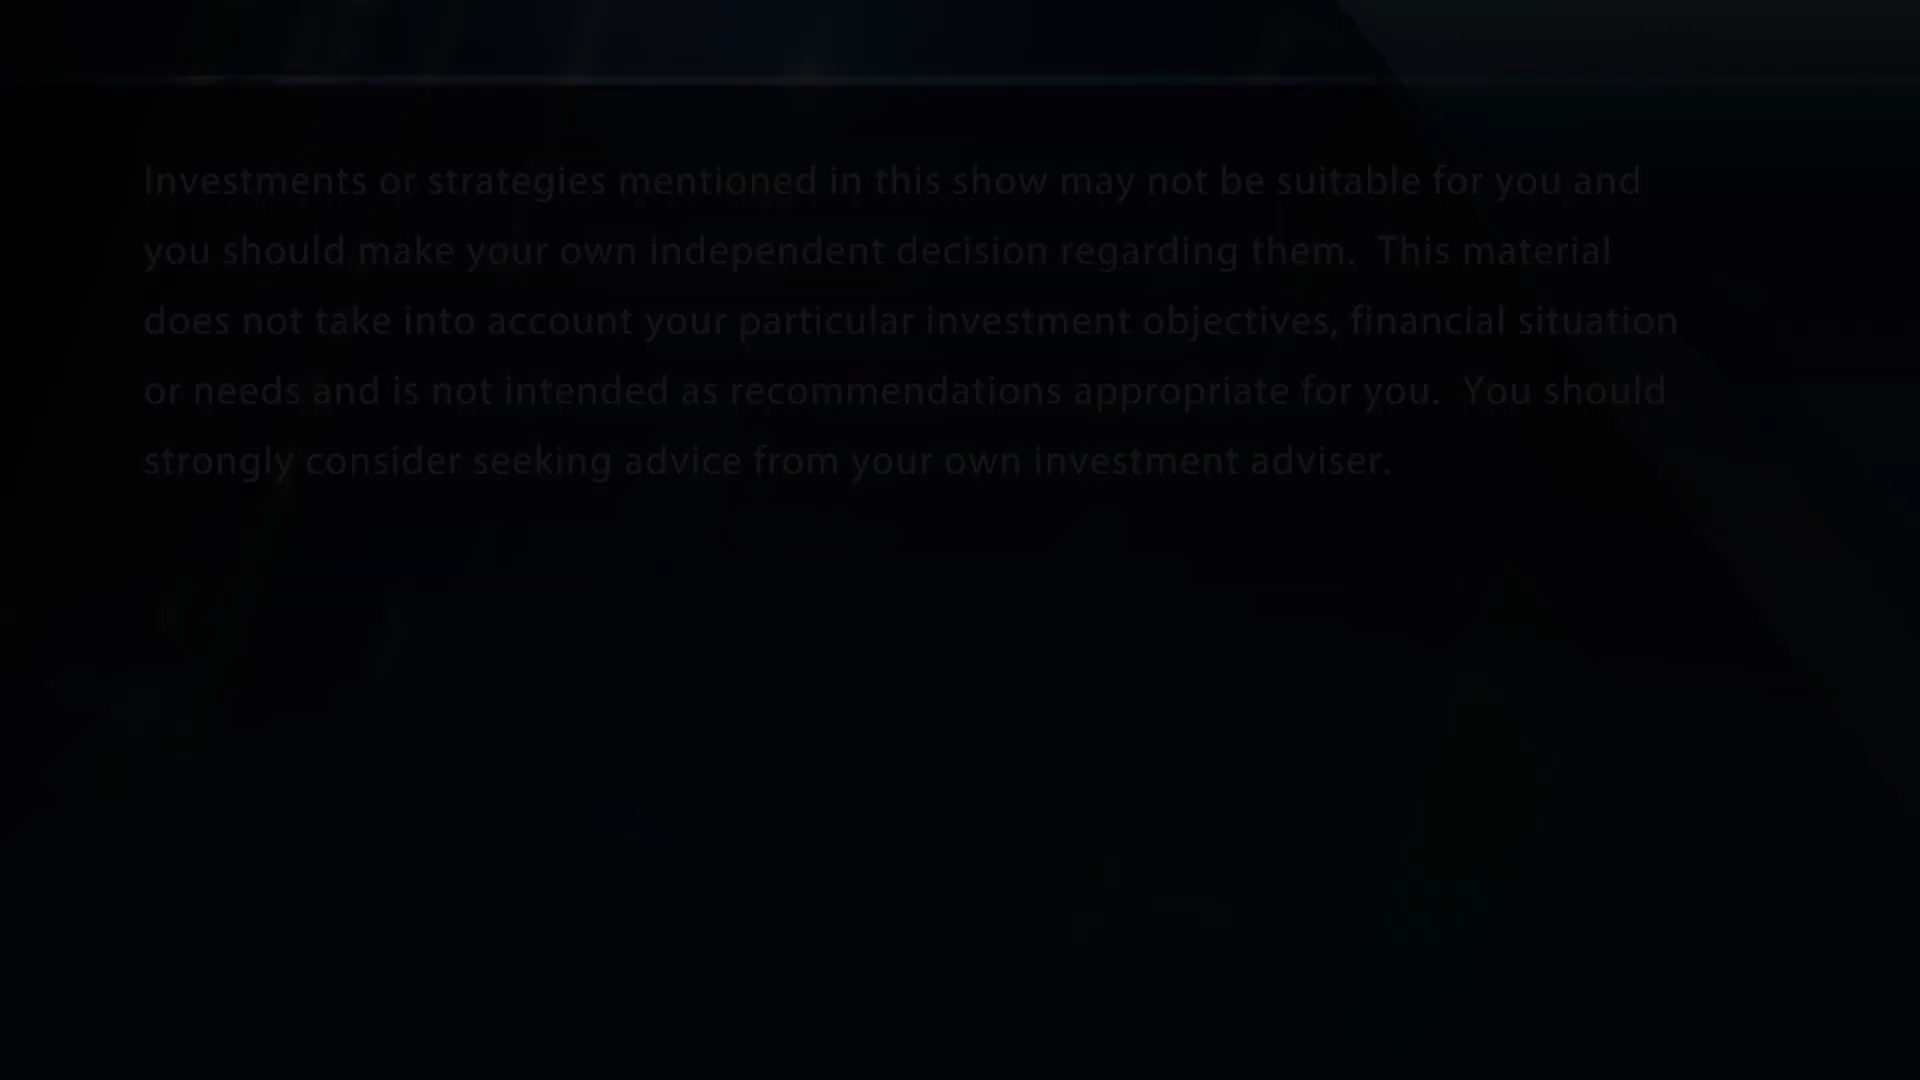 Investments or strategies mentioned in this show may not be suitable for you and
you should make your own independent decision regarding them.  This material
does not take into account your particular investment objectives, financial situation
or needs and is not intended as recommendations appropriate for you.  You should
strongly consider seeking advice from your own investment adviser.